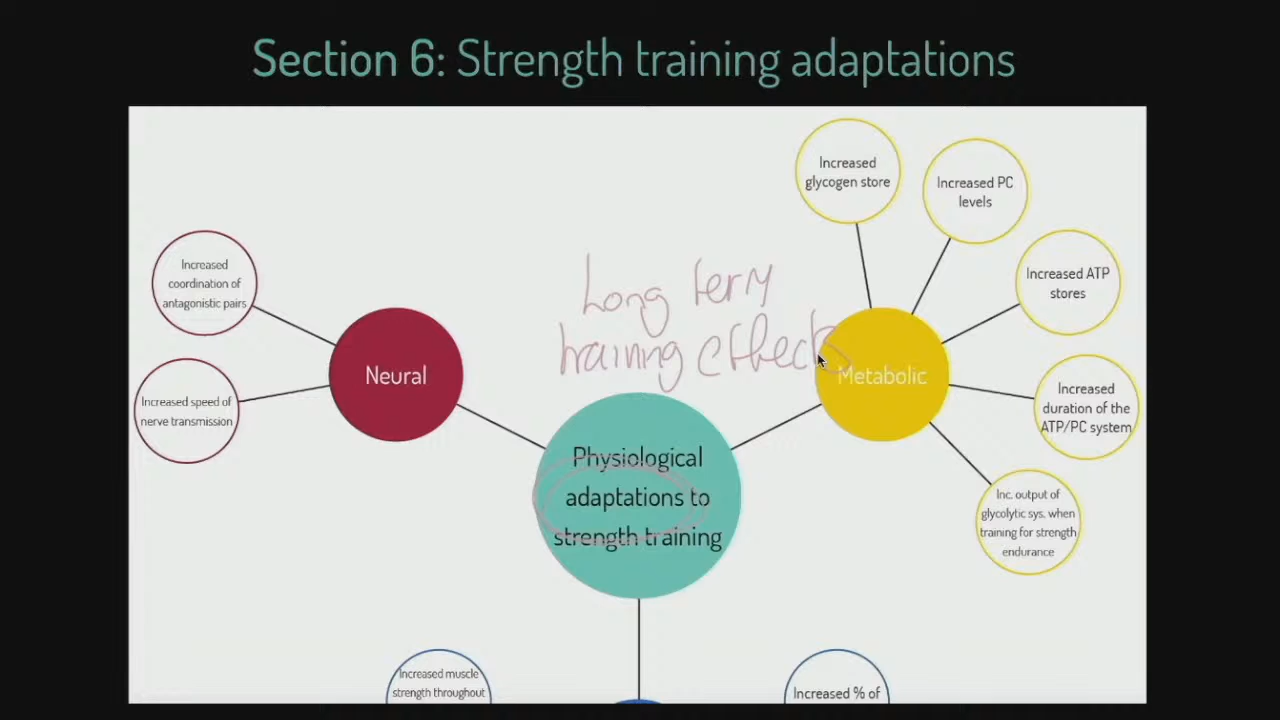 Section 6: Strength training adaptations
Increased
glycogen store
Increased PC
levels
Increased
coordination of
antagonistic pairs
Long term
training effects
Increased ATP
stores
Neural
Metabolic
Increased speed of
nerve transmission
Increased
duration of the
ATP/PC system
Physiological
adaptations to
strength training
Inc. output of
glycolytic sys. when
training for strength
endurance
Increased muscle
strength throughout
Increased % of